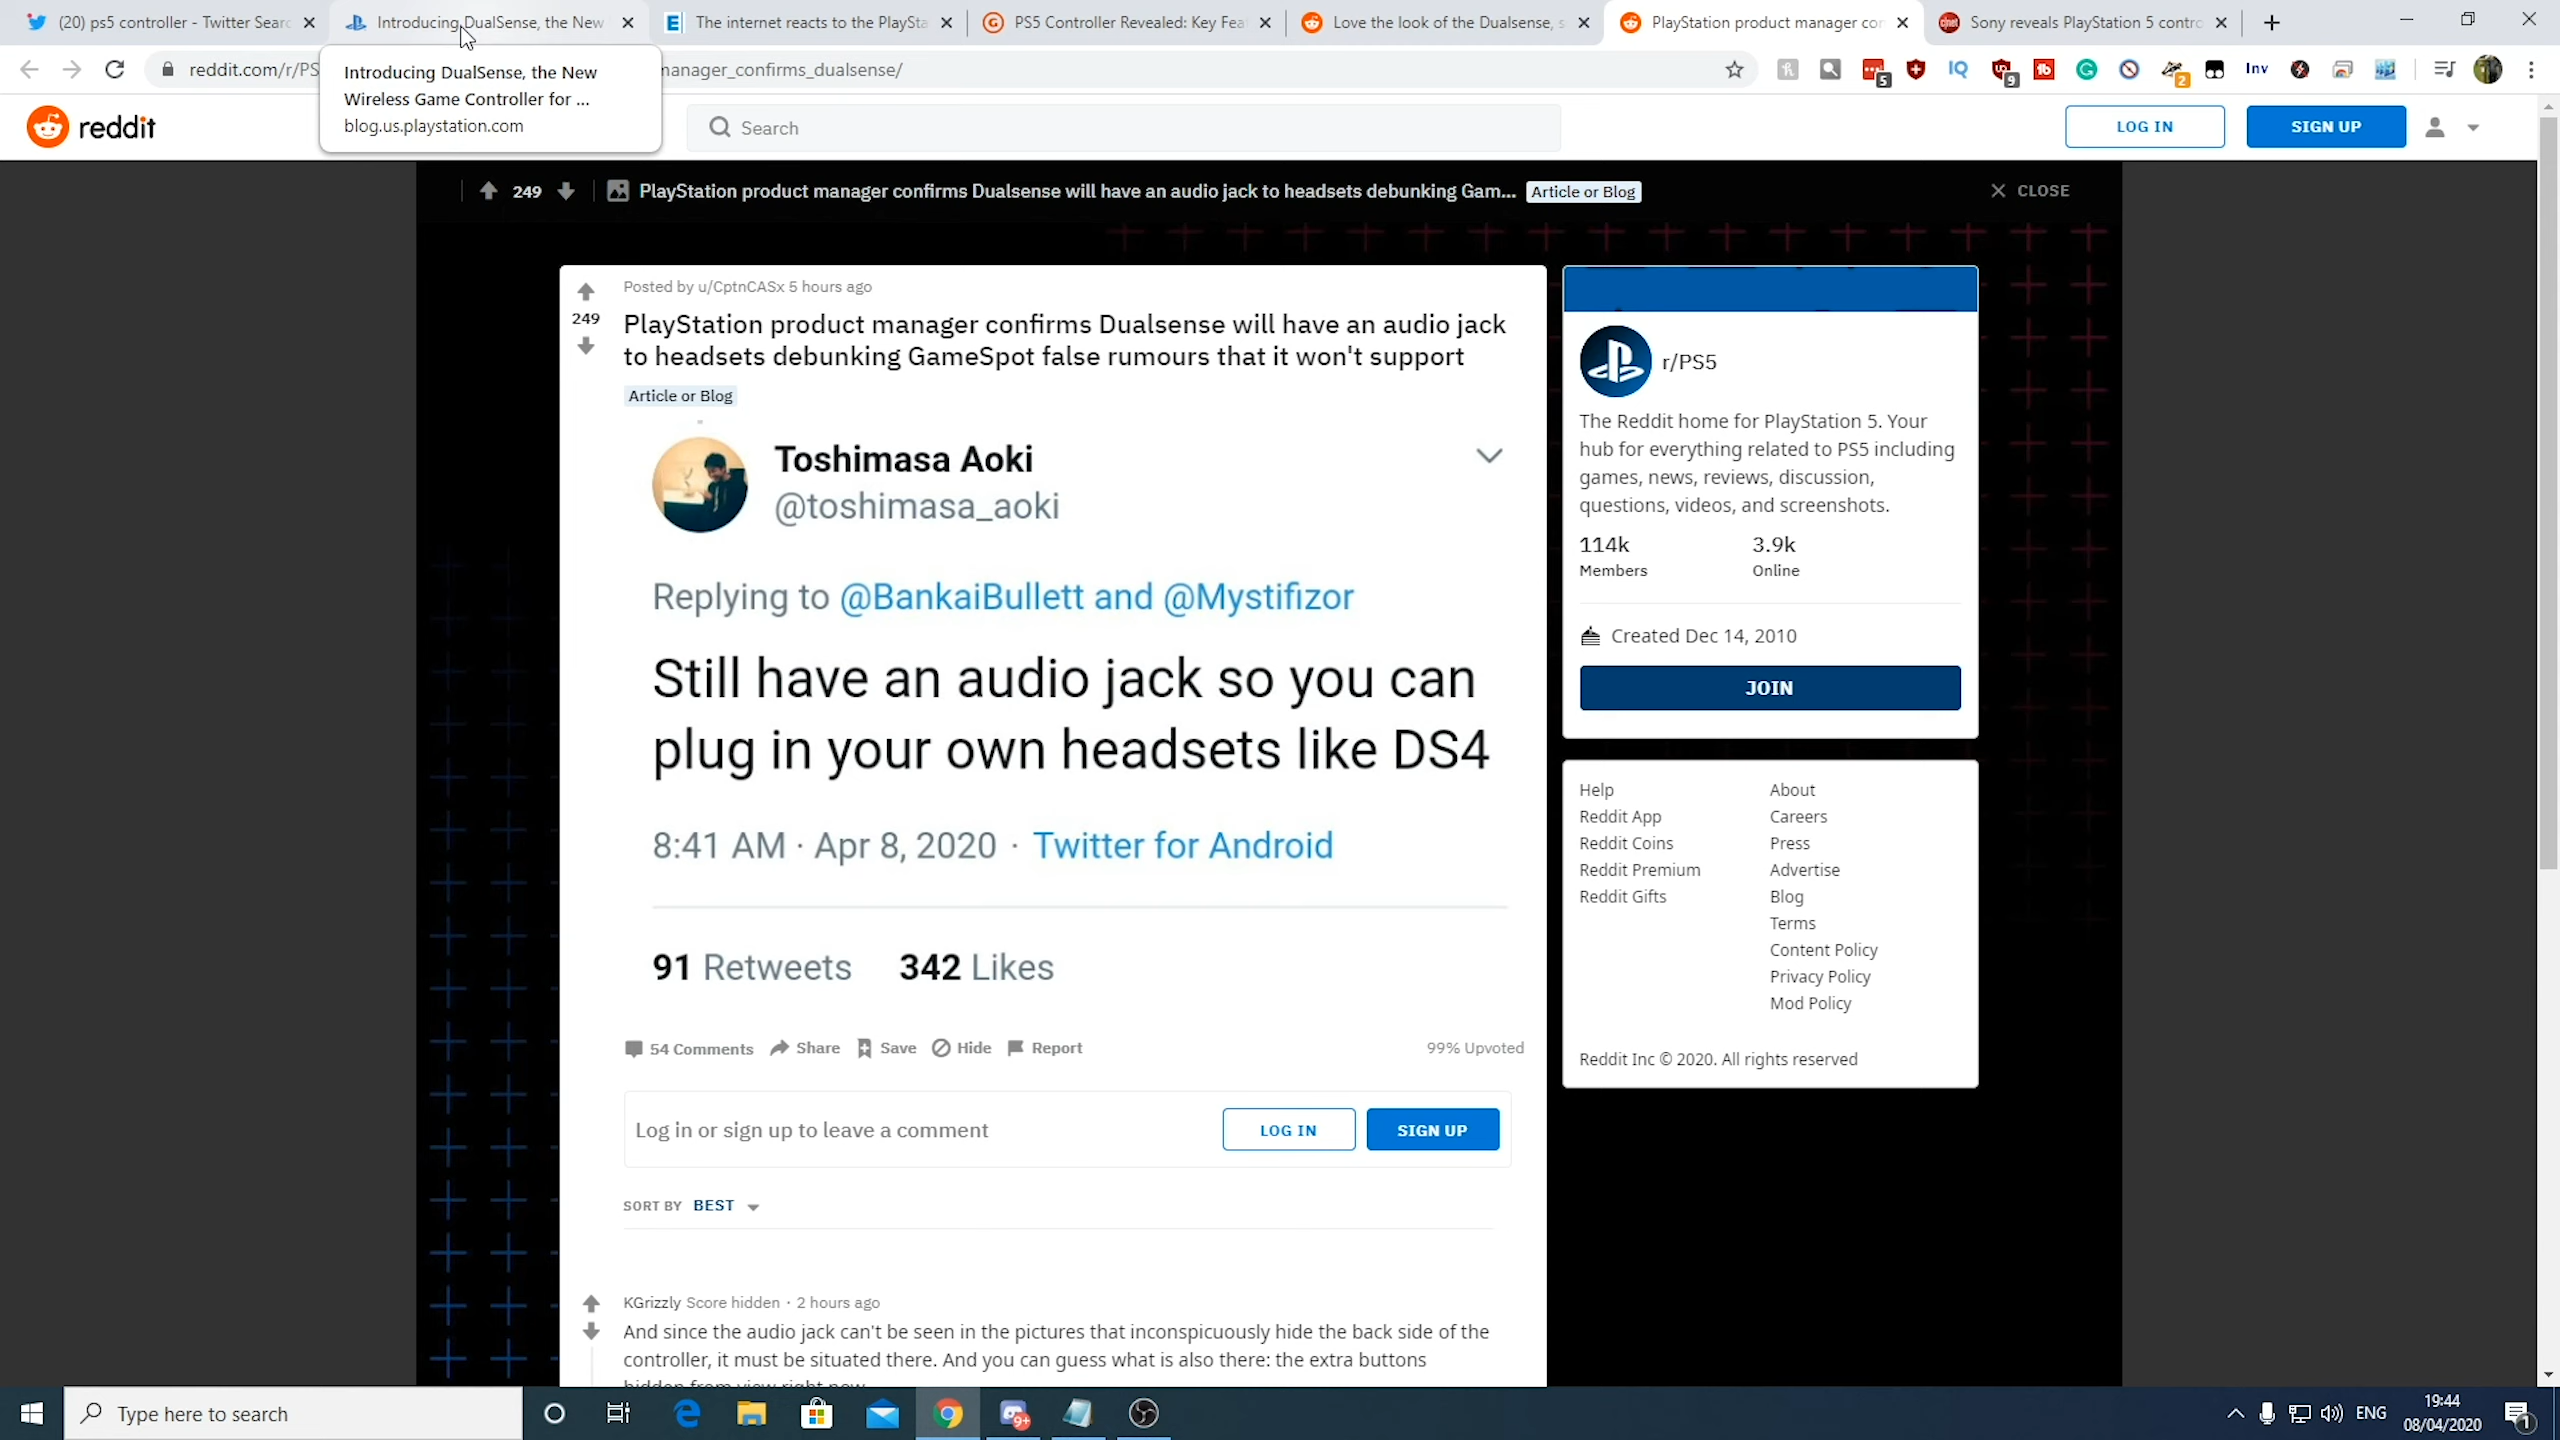 (20) ps5 controller - Twitter Searc
Introducing DualSense, the New
The internet reacts to the PlaySta
PS5 Controller Revealed: Key Fea
Love the look of the Dualsense, s
PlayStation product manager con
Sony reveals PlayStation 5 contro
reddit.com/r/PS
manager_confirms_dualsense/
5
9
2
Inv
IQ
Introducing DualSense, the New
Wireless Game Controller for ...
blog.us.playstation.com
reddit
Search
LOG IN
SIGN UP
249
PlayStation product manager confirms Dualsense will have an audio jack to headsets debunking Gam...
Article or Blog
CLOSE
Posted by u/CptnCASx 5 hours ago
249
PlayStation product manager confirms Dualsense will have an audio jack
to headsets debunking GameSpot false rumours that it won't support
Article or Blog
Toshimasa Aoki
@toshimasa_aoki
Replying to @BankaiBullett and @Mystifizor
Still have an audio jack so you can
plug in your own headsets like DS4
8:41 AM · Apr 8, 2020 · Twitter for Android
91 Retweets 342 Likes
54 Comments Share Save Hide Report 99% Upvoted
Log in or sign up to leave a comment
LOG IN
SIGN UP
SORT BY BEST
KGrizzly Score hidden · 2 hours ago
And since the audio jack can't be seen in the pictures that inconspicuously hide the back side of the
controller, it must be situated there. And you can guess what is also there: the extra buttons
hidden from view right now
r/PS5
The Reddit home for PlayStation 5. Your
hub for everything related to PS5 including
games, news, reviews, discussion,
questions, videos, and screenshots.
114k
Members
3.9k
Online
Created Dec 14, 2010
JOIN
Help
Reddit App
Reddit Coins
Reddit Premium
Reddit Gifts
About
Careers
Press
Advertise
Blog
Terms
Content Policy
Privacy Policy
Mod Policy
Reddit Inc © 2020. All rights reserved
Type here to search
9+
ENG
19:44
08/04/2020
1